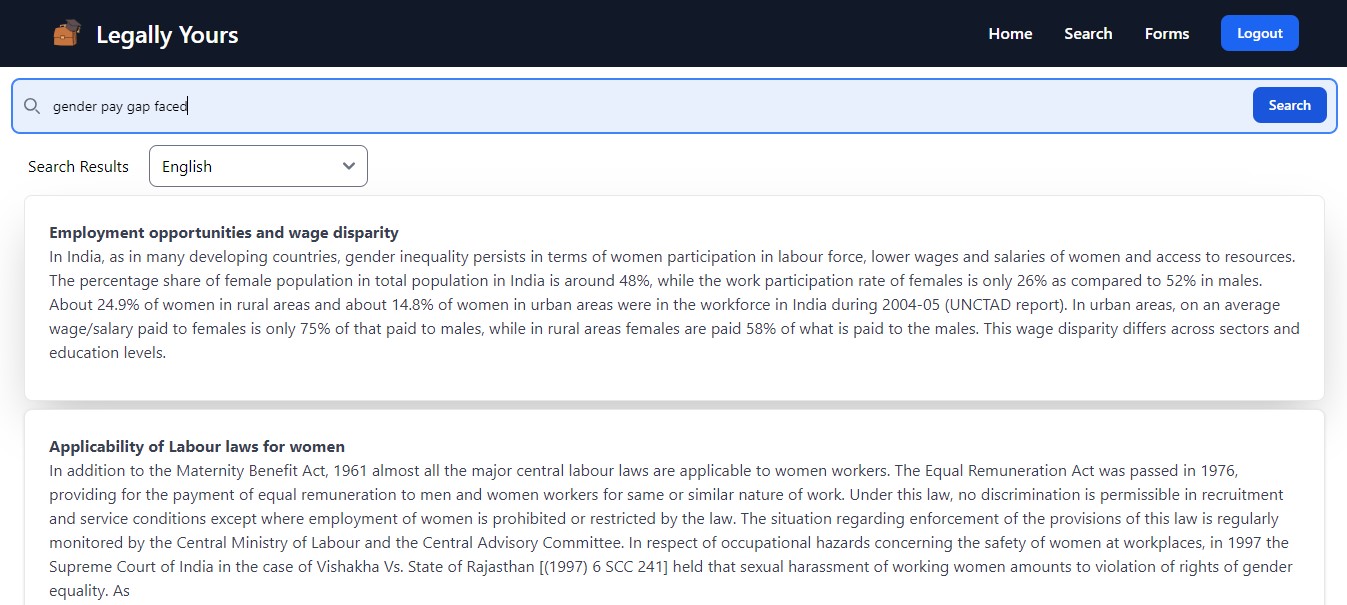 Legally Yours
Home Search Forms Logout
gender pay gap faced
Search
Search Results English
Employment opportunities and wage disparity
In India, as in many developing countries, gender inequality persists in terms of women participation in labour force, lower wages and salaries of women and access to resources.
The percentage share of female population in total population in India is around 48%, while the work participation rate of females is only 26% as compared to 52% in males.
About 24.9% of women in rural areas and about 14.8% of women in urban areas were in the workforce in India during 2004-05 (UNCTAD report). In urban areas, on an average
wage/salary paid to females is only 75% of that paid to males, while in rural areas females are paid 58% of what is paid to the males. This wage disparity differs across sectors and
education levels.
Applicability of Labour laws for women
In addition to the Maternity Benefit Act, 1961 almost all the major central labour laws are applicable to women workers. The Equal Remuneration Act was passed in 1976,
providing for the payment of equal remuneration to men and women workers for same or similar nature of work. Under this law, no discrimination is permissible in recruitment
and service conditions except where employment of women is prohibited or restricted by the law. The situation regarding enforcement of the provisions of this law is regularly
monitored by the Central Ministry of Labour and the Central Advisory Committee. In respect of occupational hazards concerning the safety of women at workplaces, in 1997 the
Supreme Court of India in the case of Vishakha Vs. State of Rajasthan [(1997) 6 SCC 241] held that sexual harassment of working women amounts to violation of rights of gender
equality. As